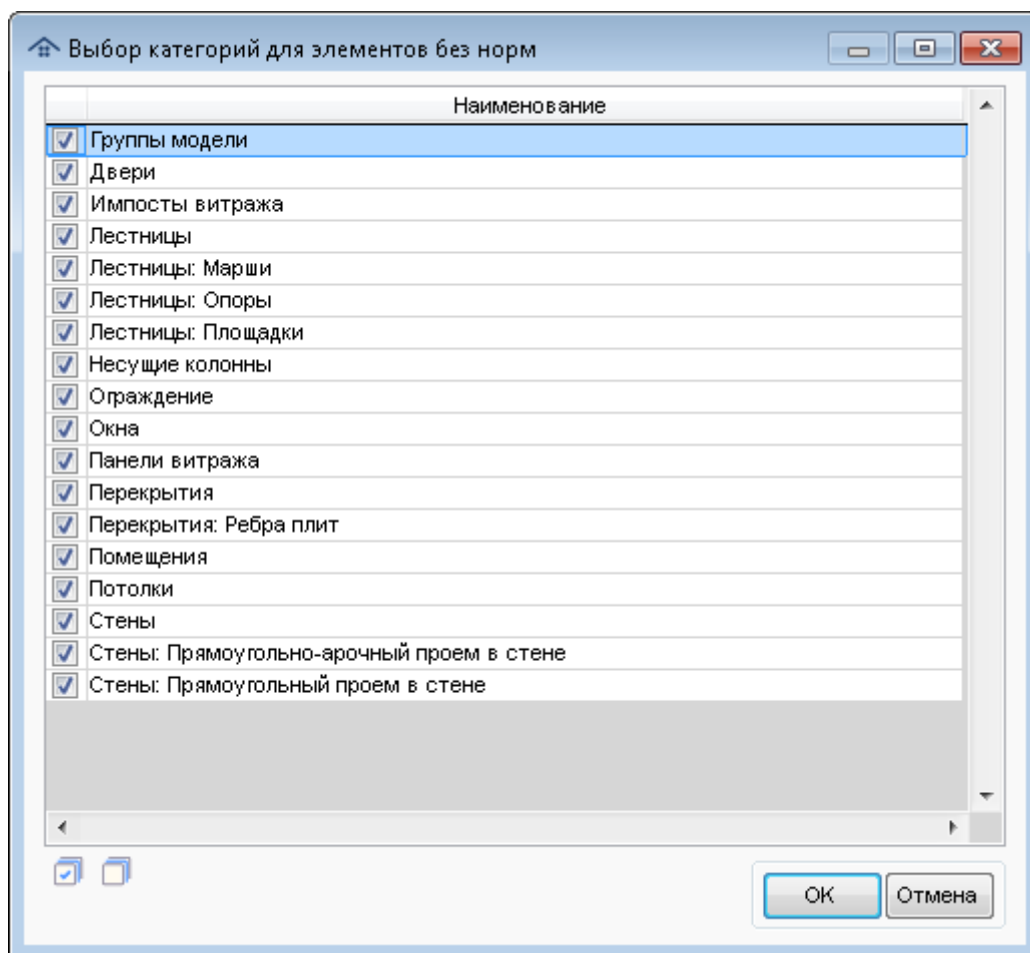 Выбор категорий для элементов без норм
Наименование
Группы модели
Двери
Импосты витража
Лестницы
Лестницы: Марши
Лестницы: Опоры
Лестницы: Площадки
Несущие колонны
Ограждение
Окна
Панели витража
Перекрытия
Перекрытия: Ребра плит
Помещения
Потолки
Стены
Стены: Прямоугольно-арочный проем в стене
Стены: Прямоугольный проем в стене
OK
Отмена